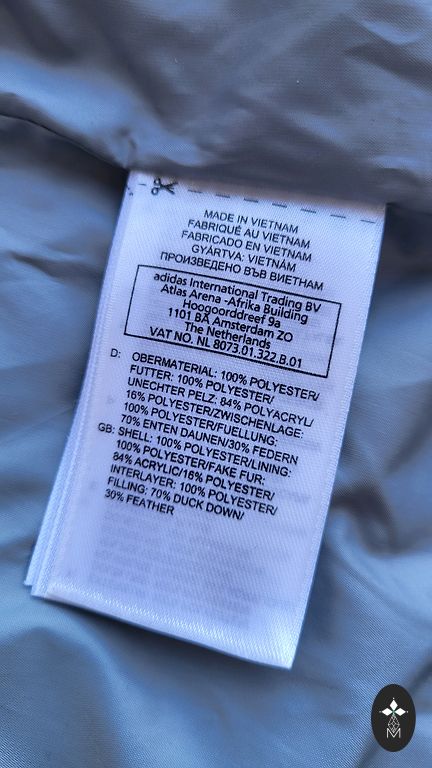 MADE IN VIETNAM
FABRIQUÉ AU VIETNAM
FABRICADO EN VIETNAM
GYÁRTVA: VIETNÁM
ПРОИЗВЕДЕНО ВЪВ ВИЕТНАМ
adidas International Trading BV
Atlas Arena -Afrika Building
Hoogoorddreef 9a
1101 BA Amsterdam ZO
The Netherlands
VAT NO. NL 8073.01.322.B.01
D: OBERMATERIAL: 100% POLYESTER/
FUTTER: 100% POLYESTER/
UNECHTER PELZ: 84% POLYACRYL/
16% POLYESTER/ZWISCHENLAGE:
100% POLYESTER/FUELLUNG:
70% ENTEN DAUNEN/30% FEDERN
GB: SHELL: 100% POLYESTER/LINING:
100% POLYESTER/FAKE FUR:
84% ACRYLIC/16% POLYESTER/
INTERLAYER: 100% POLYESTER/
FILLING: 70% DUCK DOWN/
30% FEATHER
M